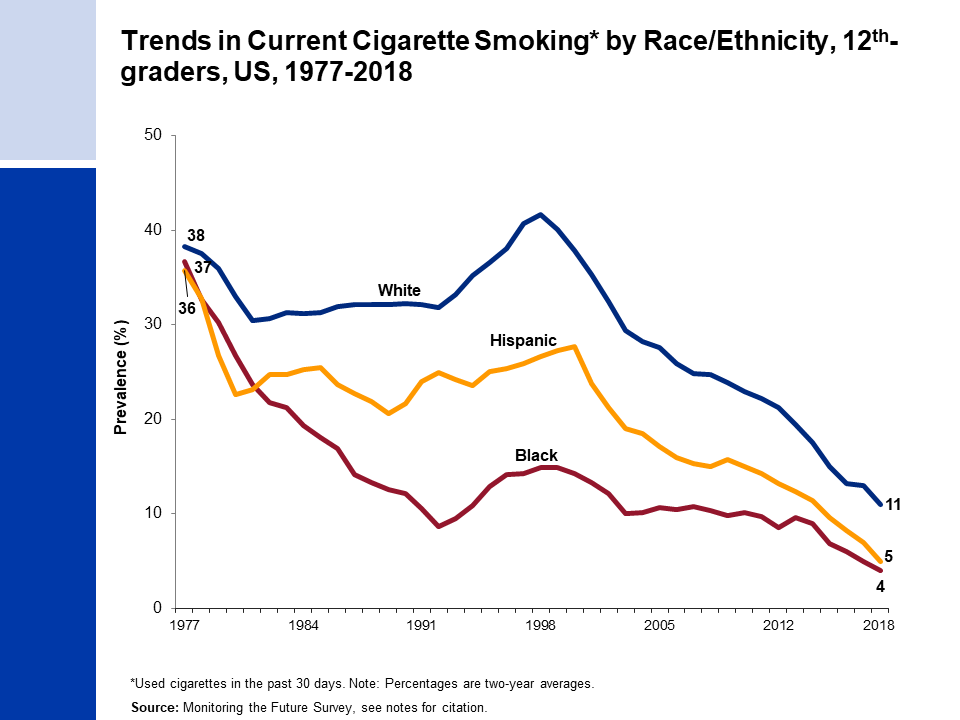 Trends in Current Cigarette Smoking* by Race/Ethnicity, 12th-
graders, US, 1977-2018
Prevalence (%)
50
40
30
20
10
0
38
37
36
White
Hispanic
Black
11
5
4
1977
1984
1991
1998
2005
2012
2018
*Used cigarettes in the past 30 days. Note: Percentages are two-year averages.
Source: Monitoring the Future Survey, see notes for citation.